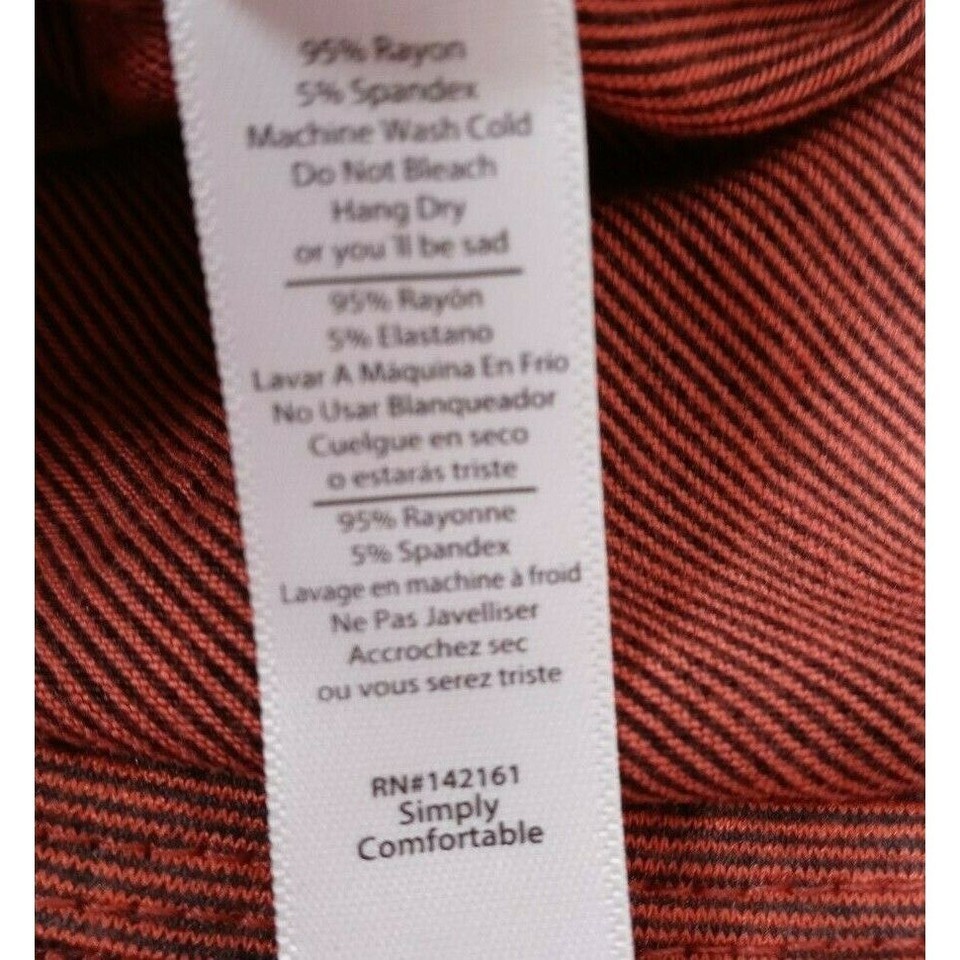 95% Rayon
5% Spandex
Machine Wash Cold
Do Not Bleach
Hang Dry
or you'll be sad
95% Rayón
5% Elastano
Lavar A Máquina En Frio
No Usar Blanqueador
Cuelgue en seco
o estarás triste
95% Rayonne
5% Spandex
Lavage en machine à froid
Ne Pas Javelliser
Accrochez sec
ou vous serez triste
RN#142161
Simply
Comfortable